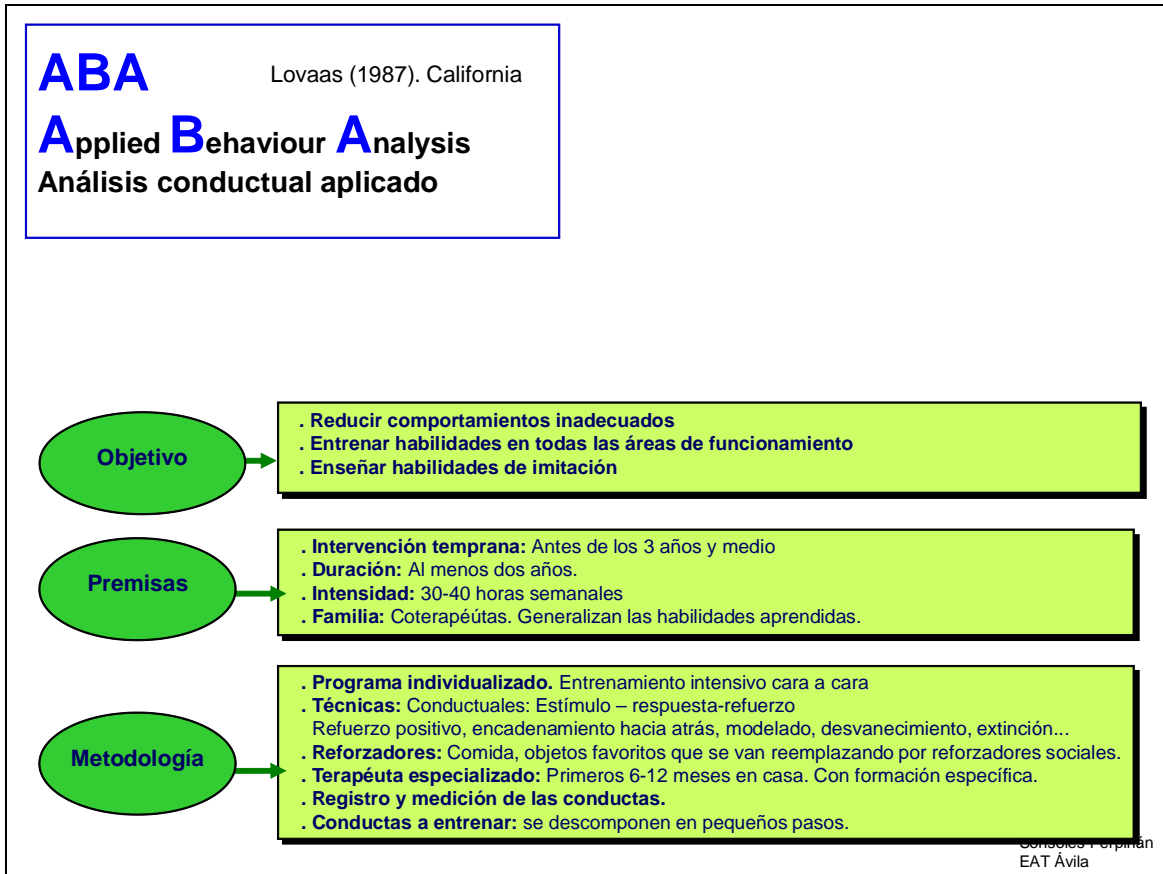 ABA Lovaas (1987). California
Applied Behaviour Analysis
Análisis conductual aplicado
Objetivo
. Reducir comportamientos inadecuados
. Entrenar habilidades en todas las áreas de funcionamiento
. Enseñar habilidades de imitación
Premisas
. Intervención temprana: Antes de los 3 años y medio
. Duración: Al menos dos años.
. Intensidad: 30-40 horas semanales
. Familia: Coterapéútas. Generalizan las habilidades aprendidas.
Metodología
. Programa individualizado. Entrenamiento intensivo cara a cara
. Técnicas: Conductuales: Estímulo – respuesta-refuerzo
Refuerzo positivo, encadenamiento hacia atrás, modelado, desvanecimiento, extinción...
. Reforzadores: Comida, objetos favoritos que se van reemplazando por reforzadores sociales.
. Terapéuta especializado: Primeros 6-12 meses en casa. Con formación específica.
. Registro y medición de las conductas.
. Conductas a entrenar: se descomponen en pequeños pasos.
Sonsoles Perpiñán
EAT Ávila